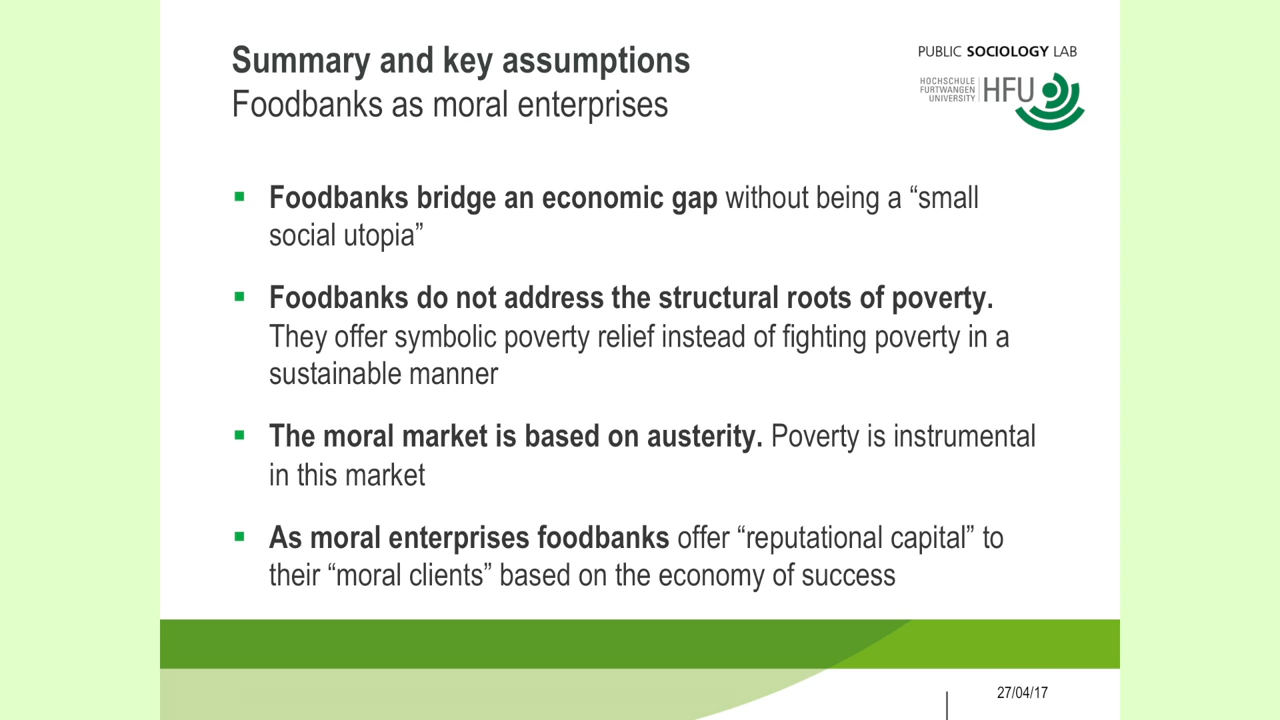 Summary and key assumptions
Foodbanks as moral enterprises
PUBLIC SOCIOLOGY LAB
HOCHSCHULE
FURTWANGEN
UNIVERSITY
HFU
Foodbanks bridge an economic gap without being a “small
social utopia”
Foodbanks do not address the structural roots of poverty.
They offer symbolic poverty relief instead of fighting poverty in a
sustainable manner
The moral market is based on austerity. Poverty is instrumental
in this market
As moral enterprises foodbanks offer “reputational capital” to
their “moral clients” based on the economy of success
27/04/17